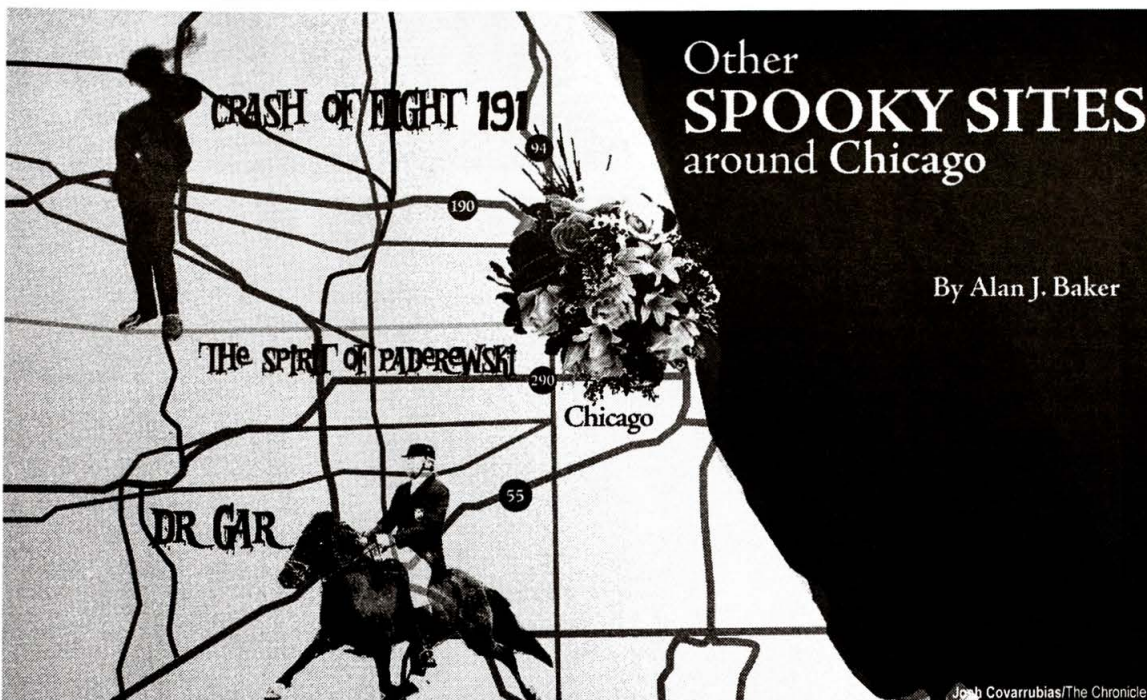 Other
SPOOKY SITES
around Chicago
By Alan J. Baker
CRASH OF FLIGHT 191
94
190
THE SPIRIT OF PADEREWSKI
290
Chicago
55
DR GAR
Josh Covarrubias/The Chronicle